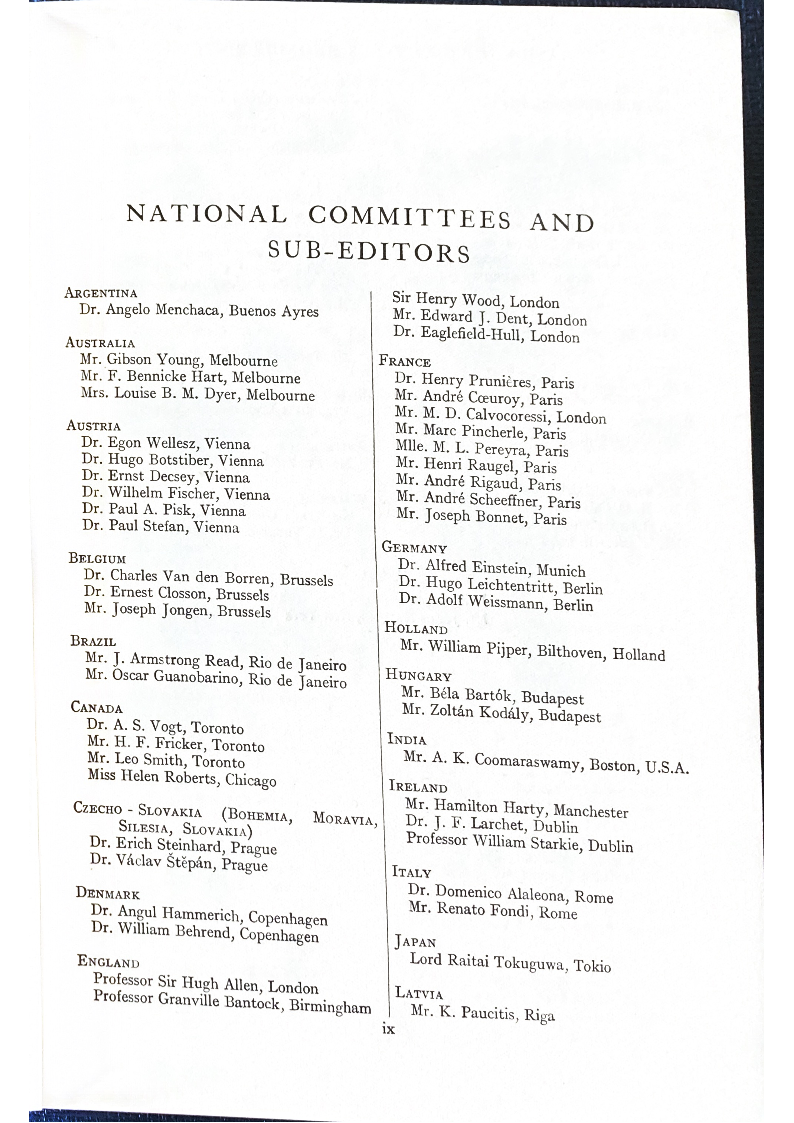 NATIONAL COMMITTEES AND
SUB-EDITORS
ARGENTINA
Dr. Angelo Menchaca, Buenos Ayres
AUSTRALIA
Mr. Gibson Young, Melbourne
Mr. F. Bennicke Hart, Melbourne
Mrs. Louise B. M. Dyer, Melbourne
AUSTRIA
Dr. Egon Wellesz, Vienna
Dr. Hugo Botstiber, Vienna
Dr. Ernst Decsey, Vienna
Dr. Wilhelm Fischer, Vienna
Dr. Paul A. Pisk, Vienna
Dr. Paul Stefan, Vienna
BELGIUM
Dr. Charles Van den Borren, Brussels
Dr. Ernest Closson, Brussels
Mr. Joseph Jongen, Brussels
BRAZIL
Mr. J. Armstrong Read, Rio de Janeiro
Mr. Oscar Guanobarino, Rio de Janeiro
CANADA
Dr. A. S. Vogt, Toronto
Mr. H. F. Fricker, Toronto
Mr. Leo Smith, Toronto
Miss Helen Roberts, Chicago
CZECHO-SLOVAKIA (BOHEMIA, MORAVIA,
SILESIA, SLOVAKIA)
Dr. Erich Steinhard, Prague
Dr. Václav Štěpán, Prague
DENMARK
Dr. Angul Hammerich, Copenhagen
Dr. William Behrend, Copenhagen
ENGLAND
Professor Sir Hugh Allen, London
Professor Granville Bantock, Birmingham
Sir Henry Wood, London
Mr. Edward J. Dent, London
Dr. Eaglefield-Hull, London
FRANCE
Dr. Henry Prunières, Paris
Mr. André Cœuroy, Paris
Mr. M. D. Calvocoressi, London
Mr. Marc Pincherle, Paris
Mlle. M. L. Pereyra, Paris
Mr. Henri Raugel, Paris
Mr. André Rigaud, Paris
Mr. André Scheeffner, Paris
Mr. Joseph Bonnet, Paris
GERMANY
Dr. Alfred Einstein, Munich
Dr. Hugo Leichtentritt, Berlin
Dr. Adolf Weissmann, Berlin
HOLLAND
Mr. William Pijper, Bilthoven, Holland
HUNGARY
Mr. Béla Bartók, Budapest
Mr. Zoltán Kodály, Budapest
INDIA
Mr. A. K. Coomaraswamy, Boston, U.S.A.
IRELAND
Mr. Hamilton Harty, Manchester
Dr. J. F. Larchet, Dublin
Professor William Starkie, Dublin
ITALY
Dr. Domenico Alaleona, Rome
Mr. Renato Fondi, Rome
JAPAN
Lord Raitai Tokuguwa, Tokio
LATVIA
Mr. K. Paucitis, Riga
ix